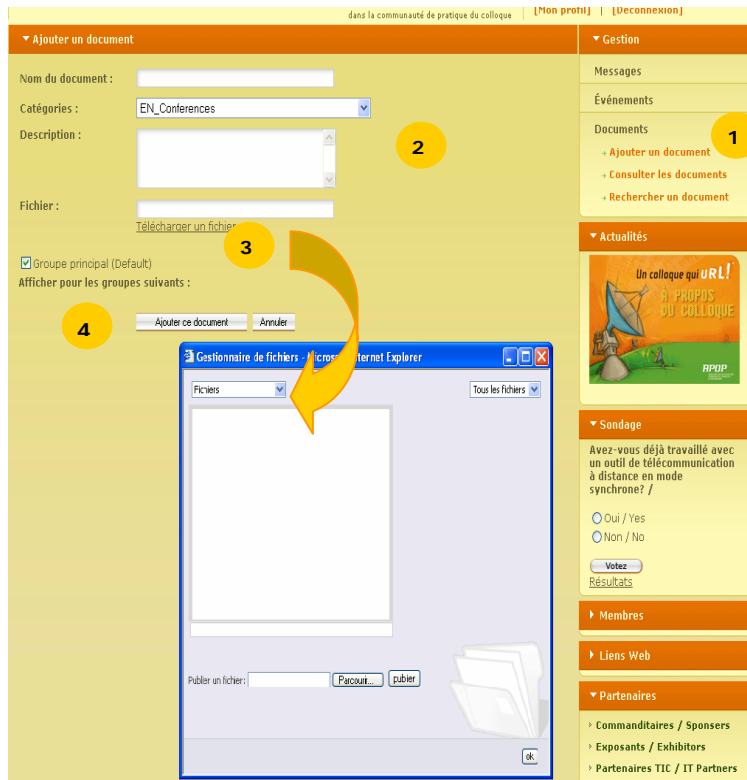 dans la communauté de pratique du colloque
[Mon profil] | [Déconnexion]
Ajouter un document
Nom du document :
Catégories :
EN_Conferences
Description :
2
Fichier :
Télécharger un fichier
3
Groupe principal (Default)
Afficher pour les groupes suivants :
4
Ajouter ce document
Annuler
Gestionnaire de fichiers - Microsoft Internet Explorer
Fichiers
Tous les fichiers
Publier un fichier:
Parcourir...
pubier
ok
Gestion
Messages
Événements
Documents
1
Ajouter un document
Consulter les documents
Rechercher un document
Actualités
Un colloque qui uRL!
À PROPOS
DU COLLOQUE
APOP
Sondage
Avez-vous déjà travaillé avec
un outil de télécommunication
à distance en mode
synchrone? /
Oui / Yes
Non / No
Votez
Résultats
Membres
Liens Web
Partenaires
Commanditaires / Sponsers
Exposants / Exhibitors
Partenaires TIC / IT Partners